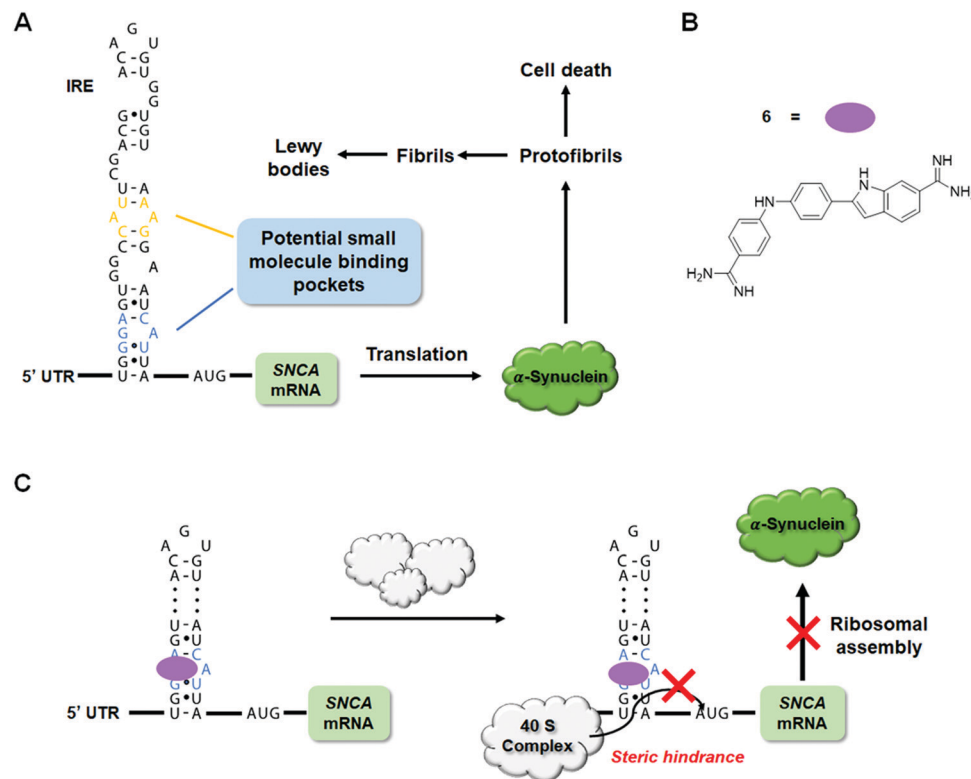 A
B
G
A U
C - G
A - U
IRE
G
G
G • U
C - G
A - U
G
C
U A
U - A
A A
C - G
C - G
G
G A
G A
U - A
G • U
A - C
G A
G - U
G • U
5' UTR U - A AUG SNCA
mRNA
Potential small
molecule binding
pockets
Translation
α-Synuclein
Cell death
Lewy
bodies
Fibrils
Protofibrils
6 =
NH
NH₂
HN
H
N
H₂N
NH
C
G
A U
C - G
A - U
U - A
G • U
A - C
A
G U
G U
5' UTR U - A AUG SNCA
mRNA
G
A U
C - G
A - U
U - A
G • U
A - C
A
G U
U
U - A AUG SNCA
mRNA
40 S
Complex
Steric hindrance
α-Synuclein
Ribosomal
assembly